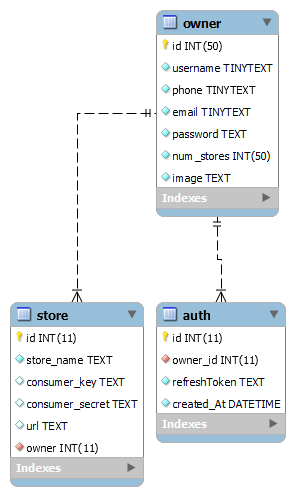 owner
id INT(50)
username TINYTEXT
phone TINYTEXT
email TINYTEXT
password TEXT
num_stores INT(50)
image TEXT
Indexes
store
id INT(11)
store_name TEXT
consumer_key TEXT
consumer_secret TEXT
url TEXT
owner INT(11)
Indexes
auth
id INT(11)
owner_id INT(11)
refreshToken TEXT
created_At DATETIME
Indexes